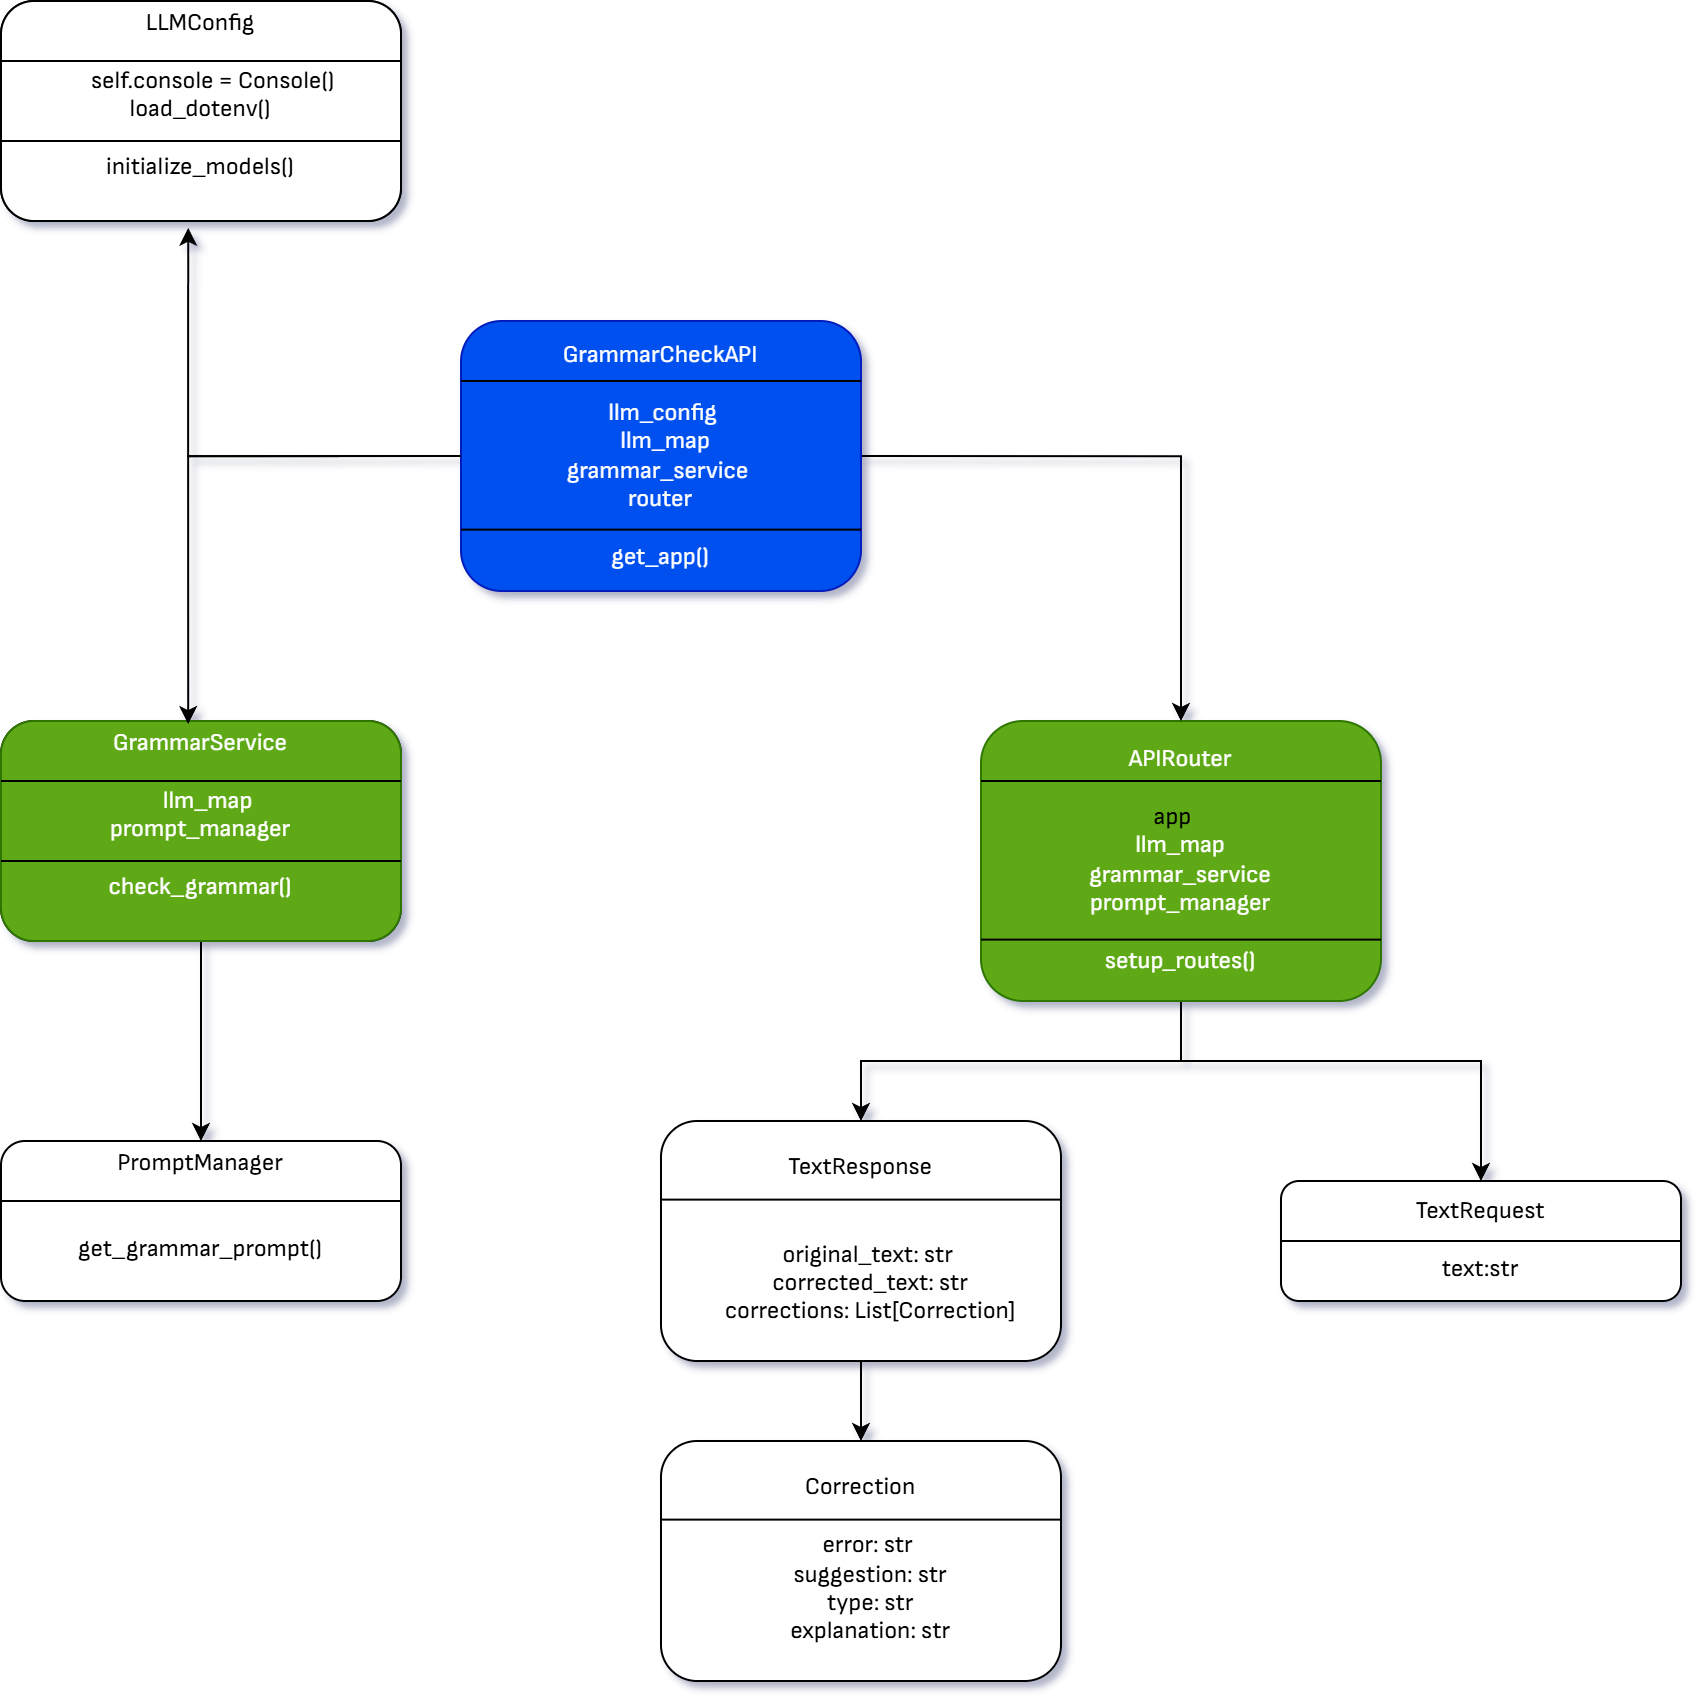 LLMConfig
self.console = Console()
load_dotenv()
initialize_models()
GrammarCheckAPI
llm_config
llm_map
grammar_service
router
get_app()
GrammarService
llm_map
prompt_manager
check_grammar()
APIRouter
app
llm_map
grammar_service
prompt_manager
setup_routes()
PromptManager
get_grammar_prompt()
TextResponse
original_text: str
corrected_text: str
corrections: List[Correction]
TextRequest
text:str
Correction
error: str
suggestion: str
type: str
explanation: str